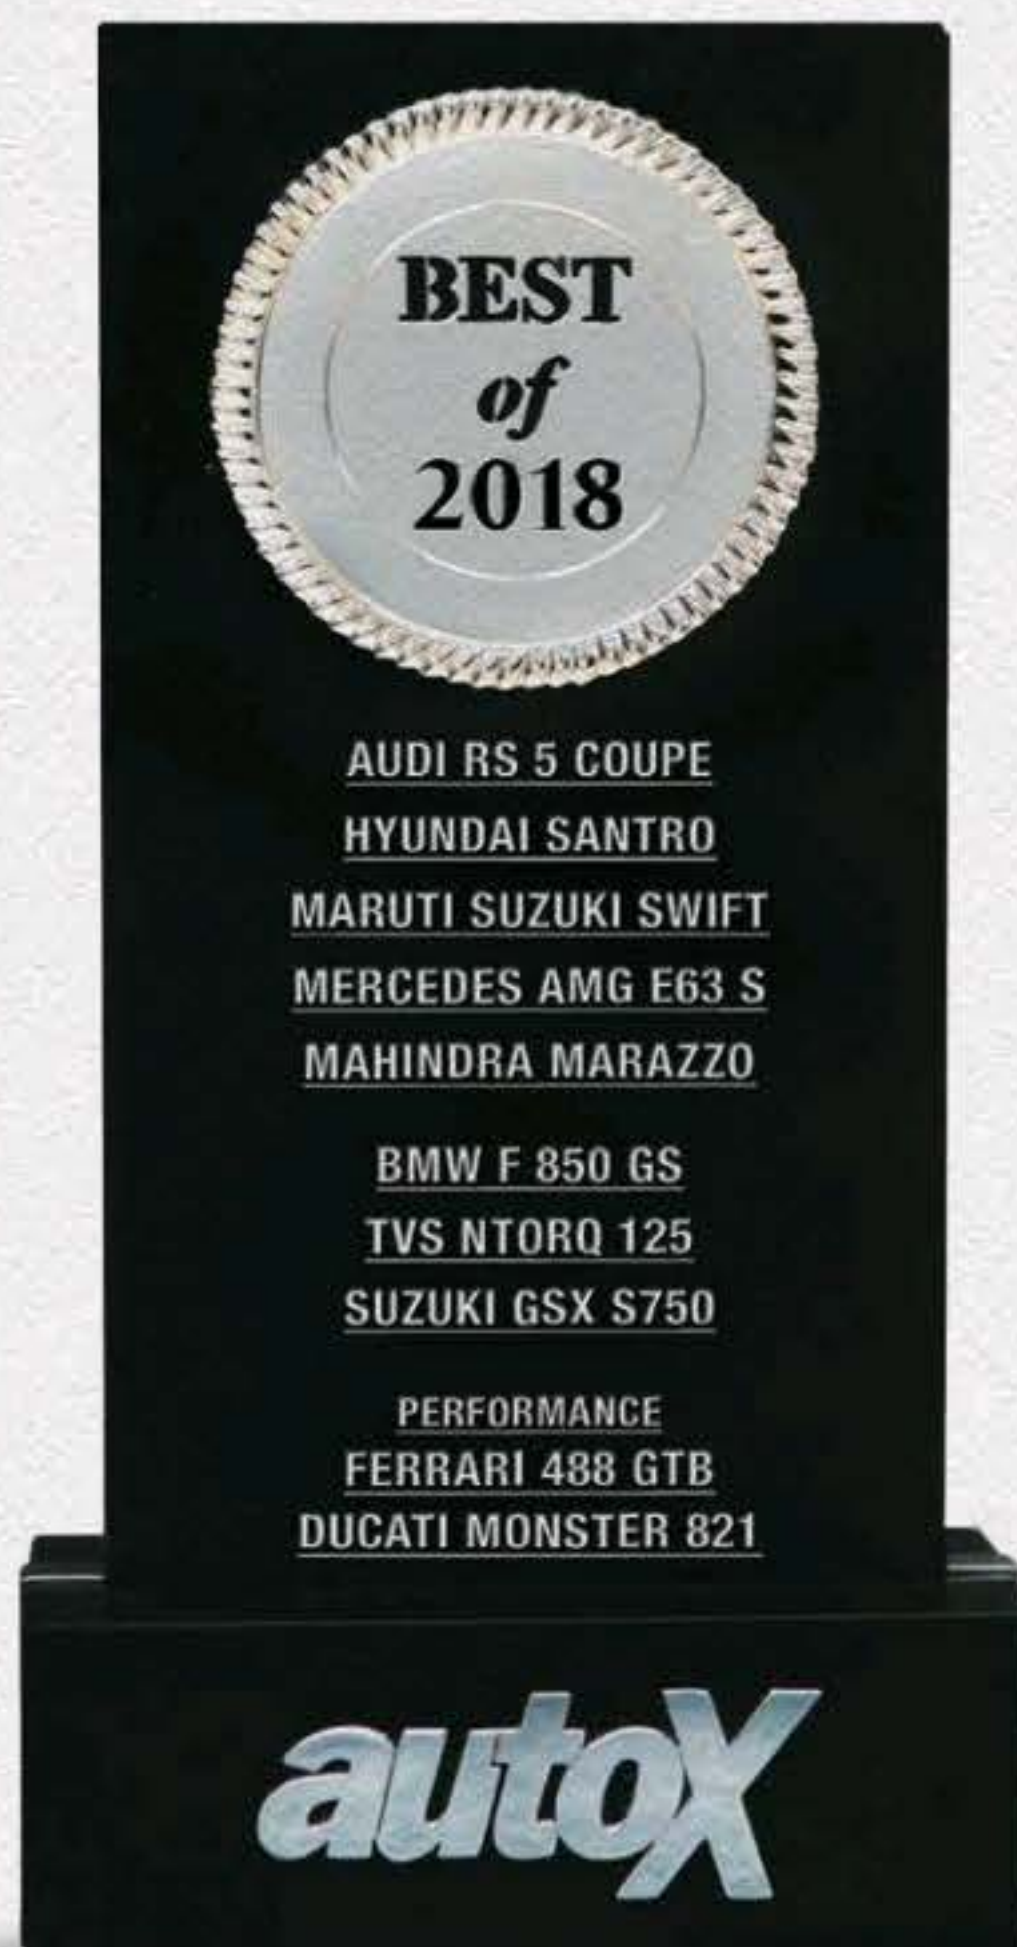 BEST
of
2018
AUDI RS 5 COUPE
HYUNDAI SANTRO
MARUTI SUZUKI SWIFT
MERCEDES AMG E63 S
MAHINDRA MARAZZO
BMW F 850 GS
TVS NTORQ 125
SUZUKI GSX S750
PERFORMANCE
FERRARI 488 GTB
DUCATI MONSTER 821
autoX